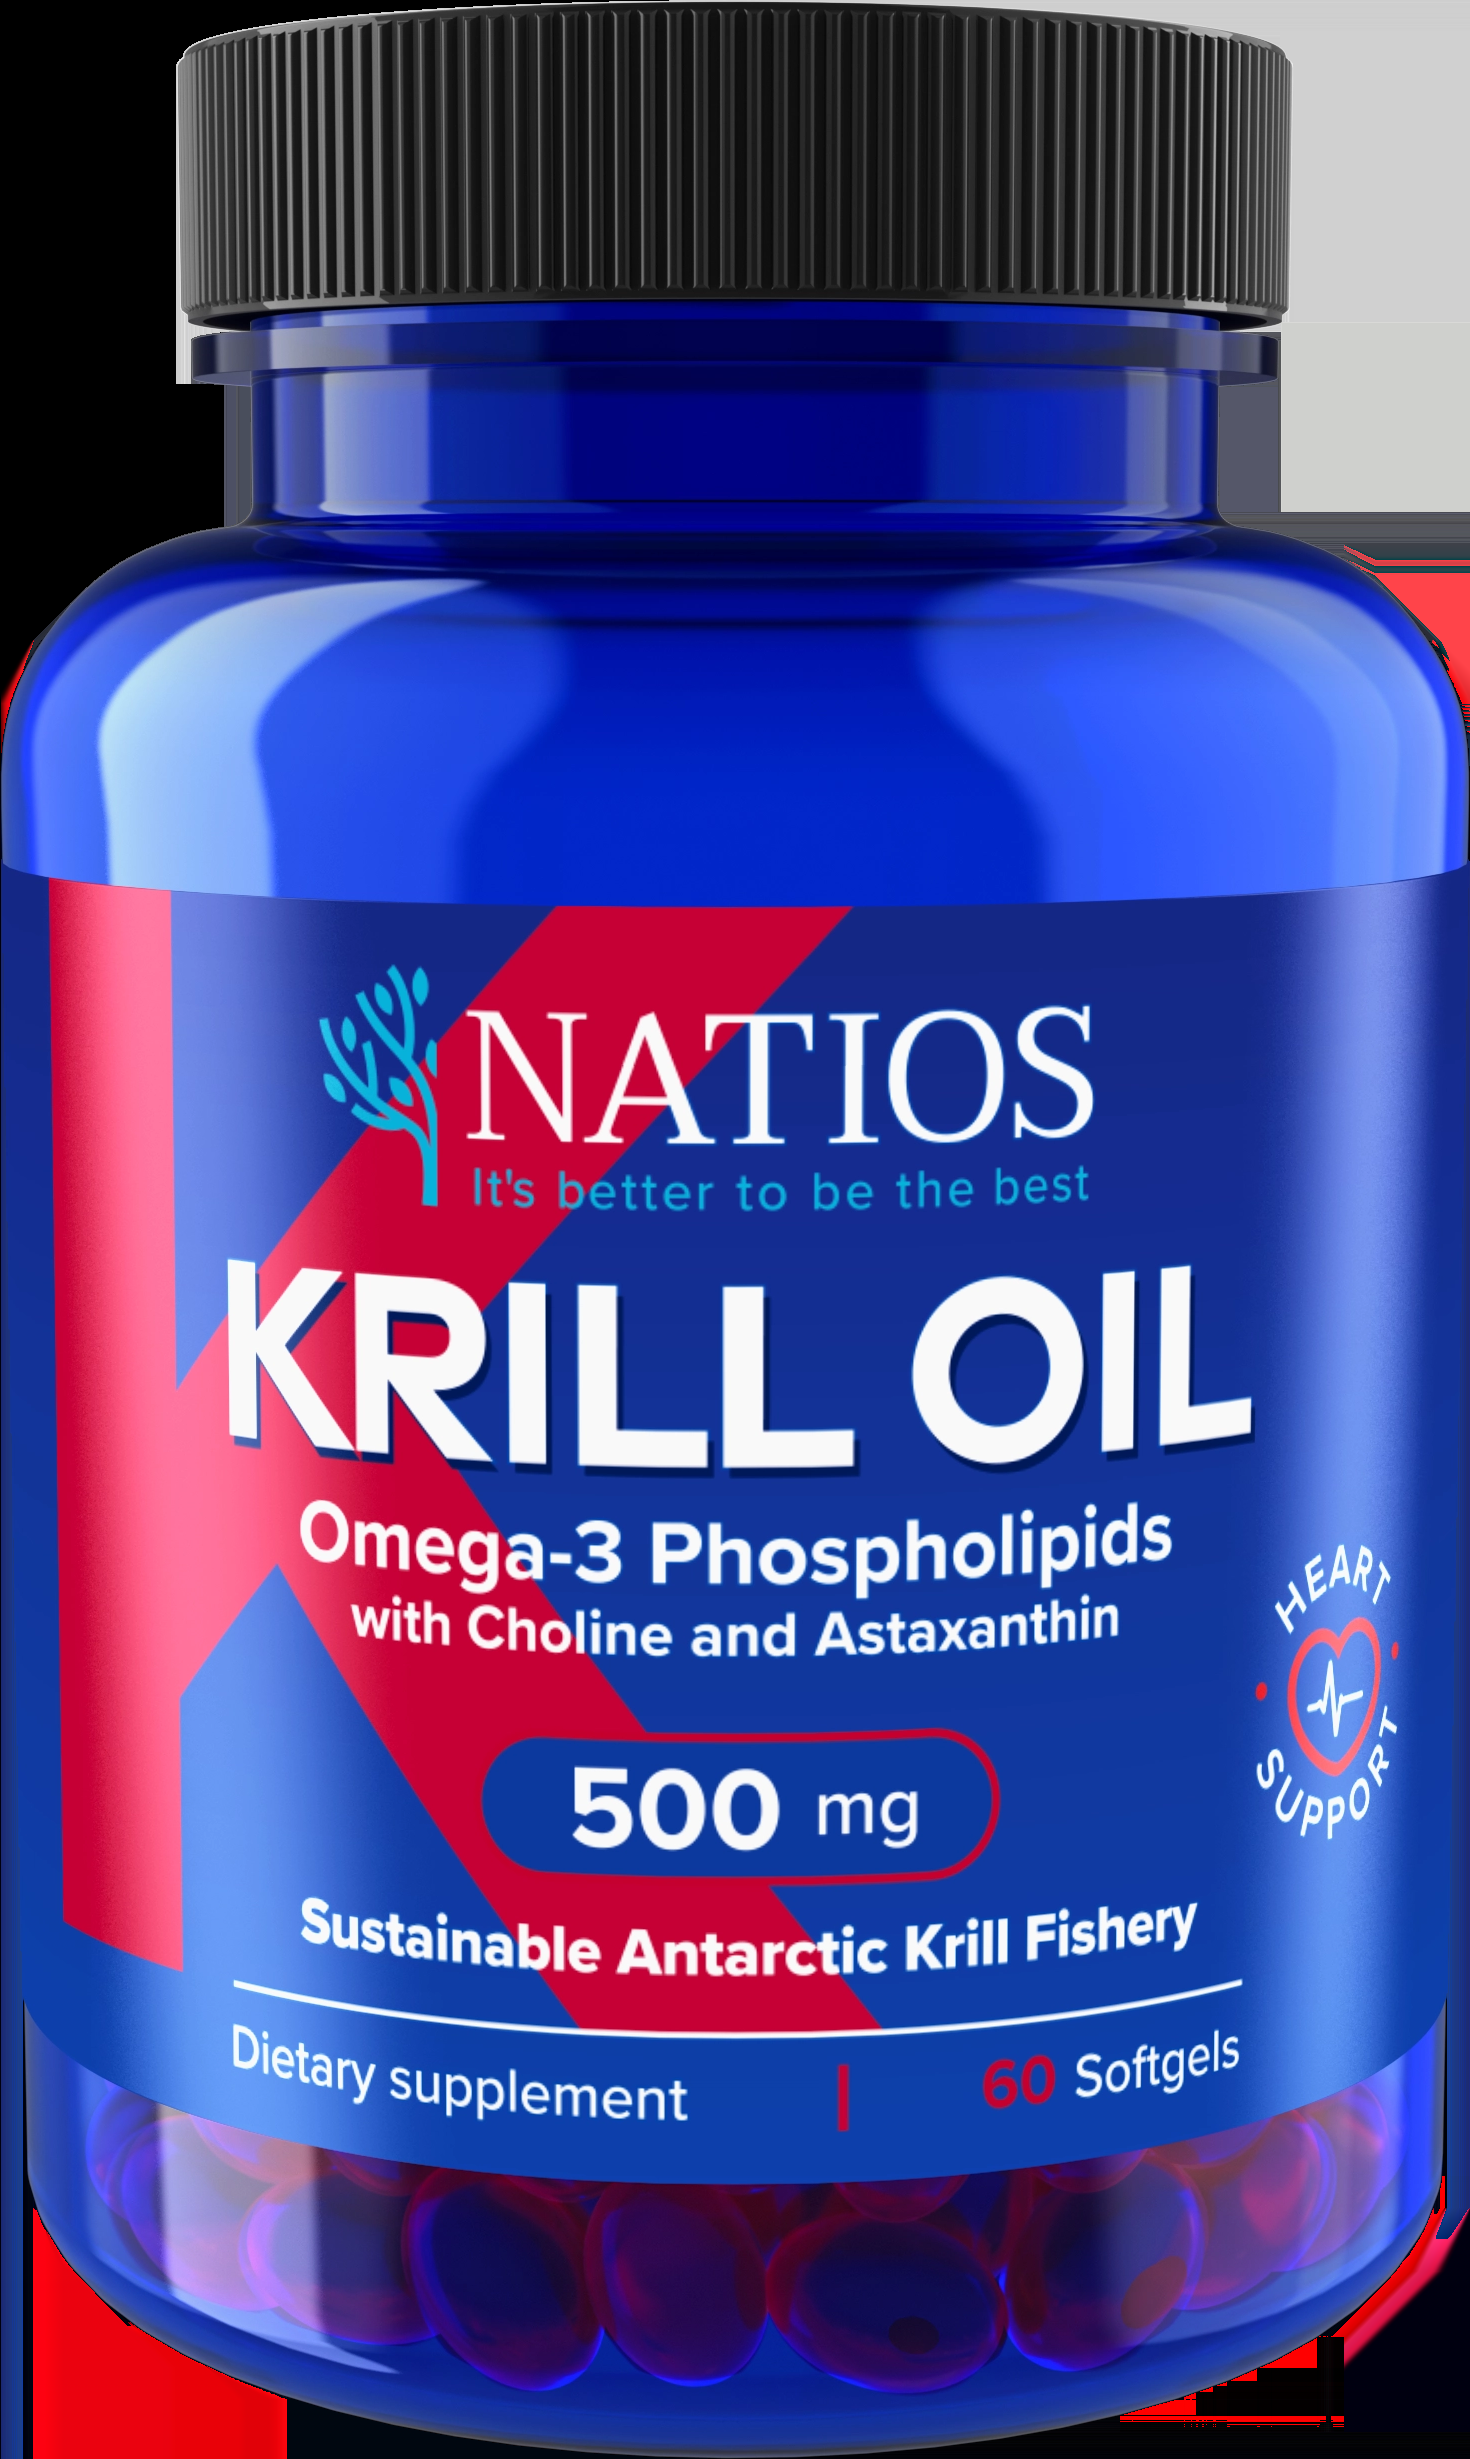 NATIOS
It's better to be the best
KRILL OIL
Omega-3 Phospholipids
with Choline and Astaxanthin
HEART
SUPPORT
500 mg
Sustainable Antarctic Krill Fishery
Dietary supplement | 60 Softgels